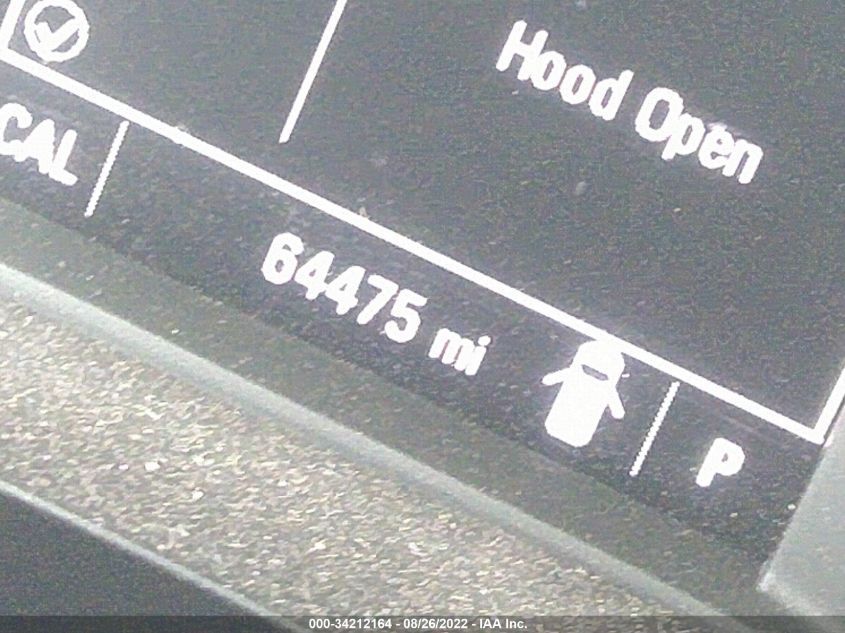 Hood Open
CAL
64475 mi
P
000-34212164 - 08/26/2022 - IAA Inc.